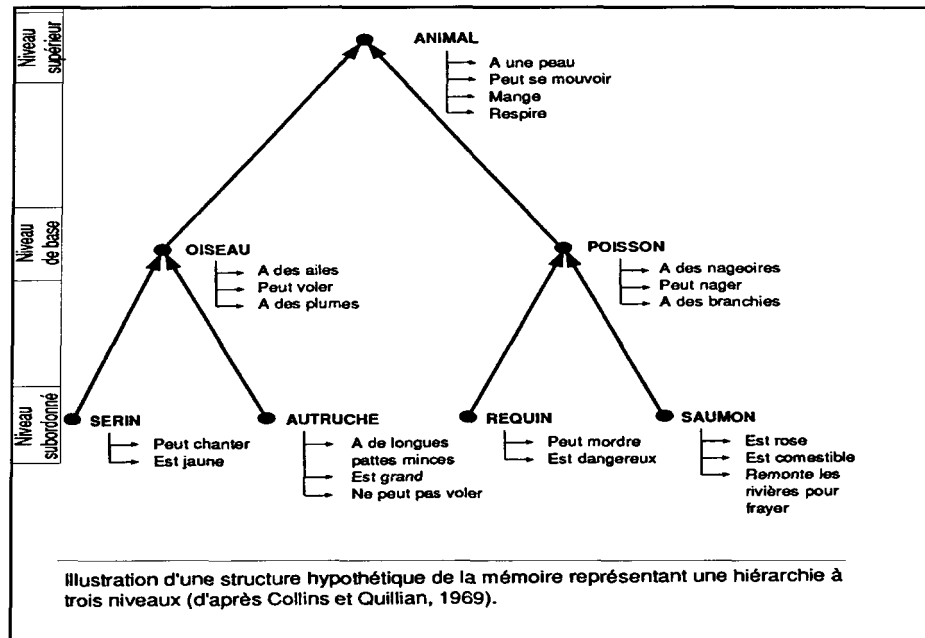 Niveau
supérieur
ANIMAL
A une peau
Peut se mouvoir
Mange
Respire
Niveau
de base
OISEAU
A des ailes
Peut voler
A des plumes
POISSON
A des nageoires
Peut nager
A des branchies
Niveau
subordonné
SERIN
Peut chanter
Est jaune
AUTRUCHE
A de longues
pattes minces
Est grand
Ne peut pas voler
REQUIN
Peut mordre
Est dangereux
SAUMON
Est rose
Est comestible
Remonte les
rivières pour
frayer
Illustration d'une structure hypothétique de la mémoire représentant une hiérarchie à
trois niveaux (d'après Collins et Quillian, 1969).